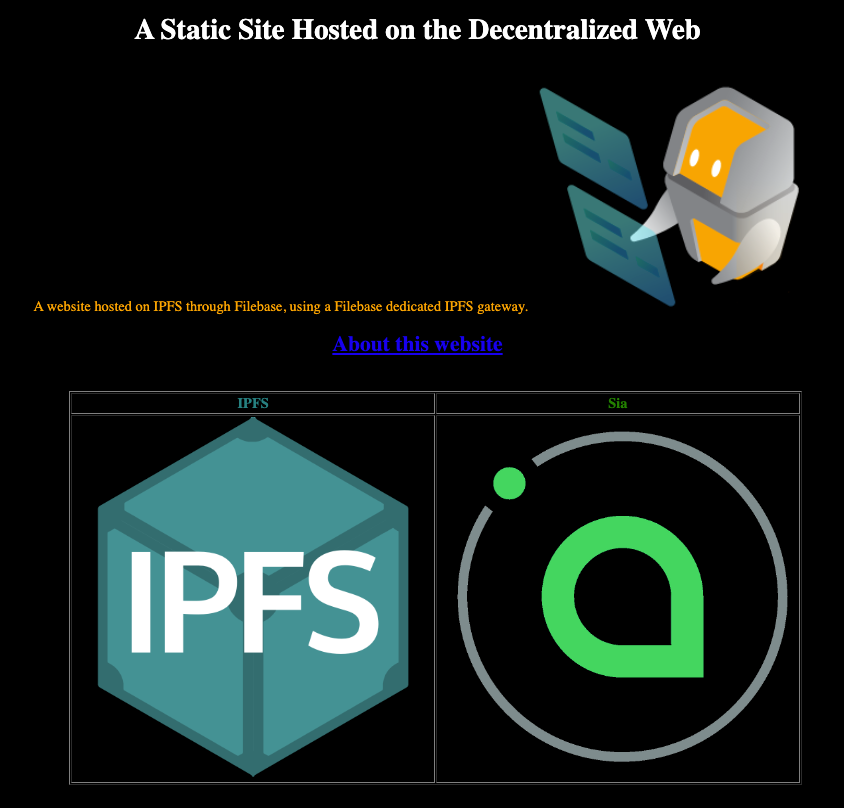 A Static Site Hosted on the Decentralized Web
A website hosted on IPFS through Filebase, using a Filebase dedicated IPFS gateway.
About this website
IPFS
Sia
IPFS